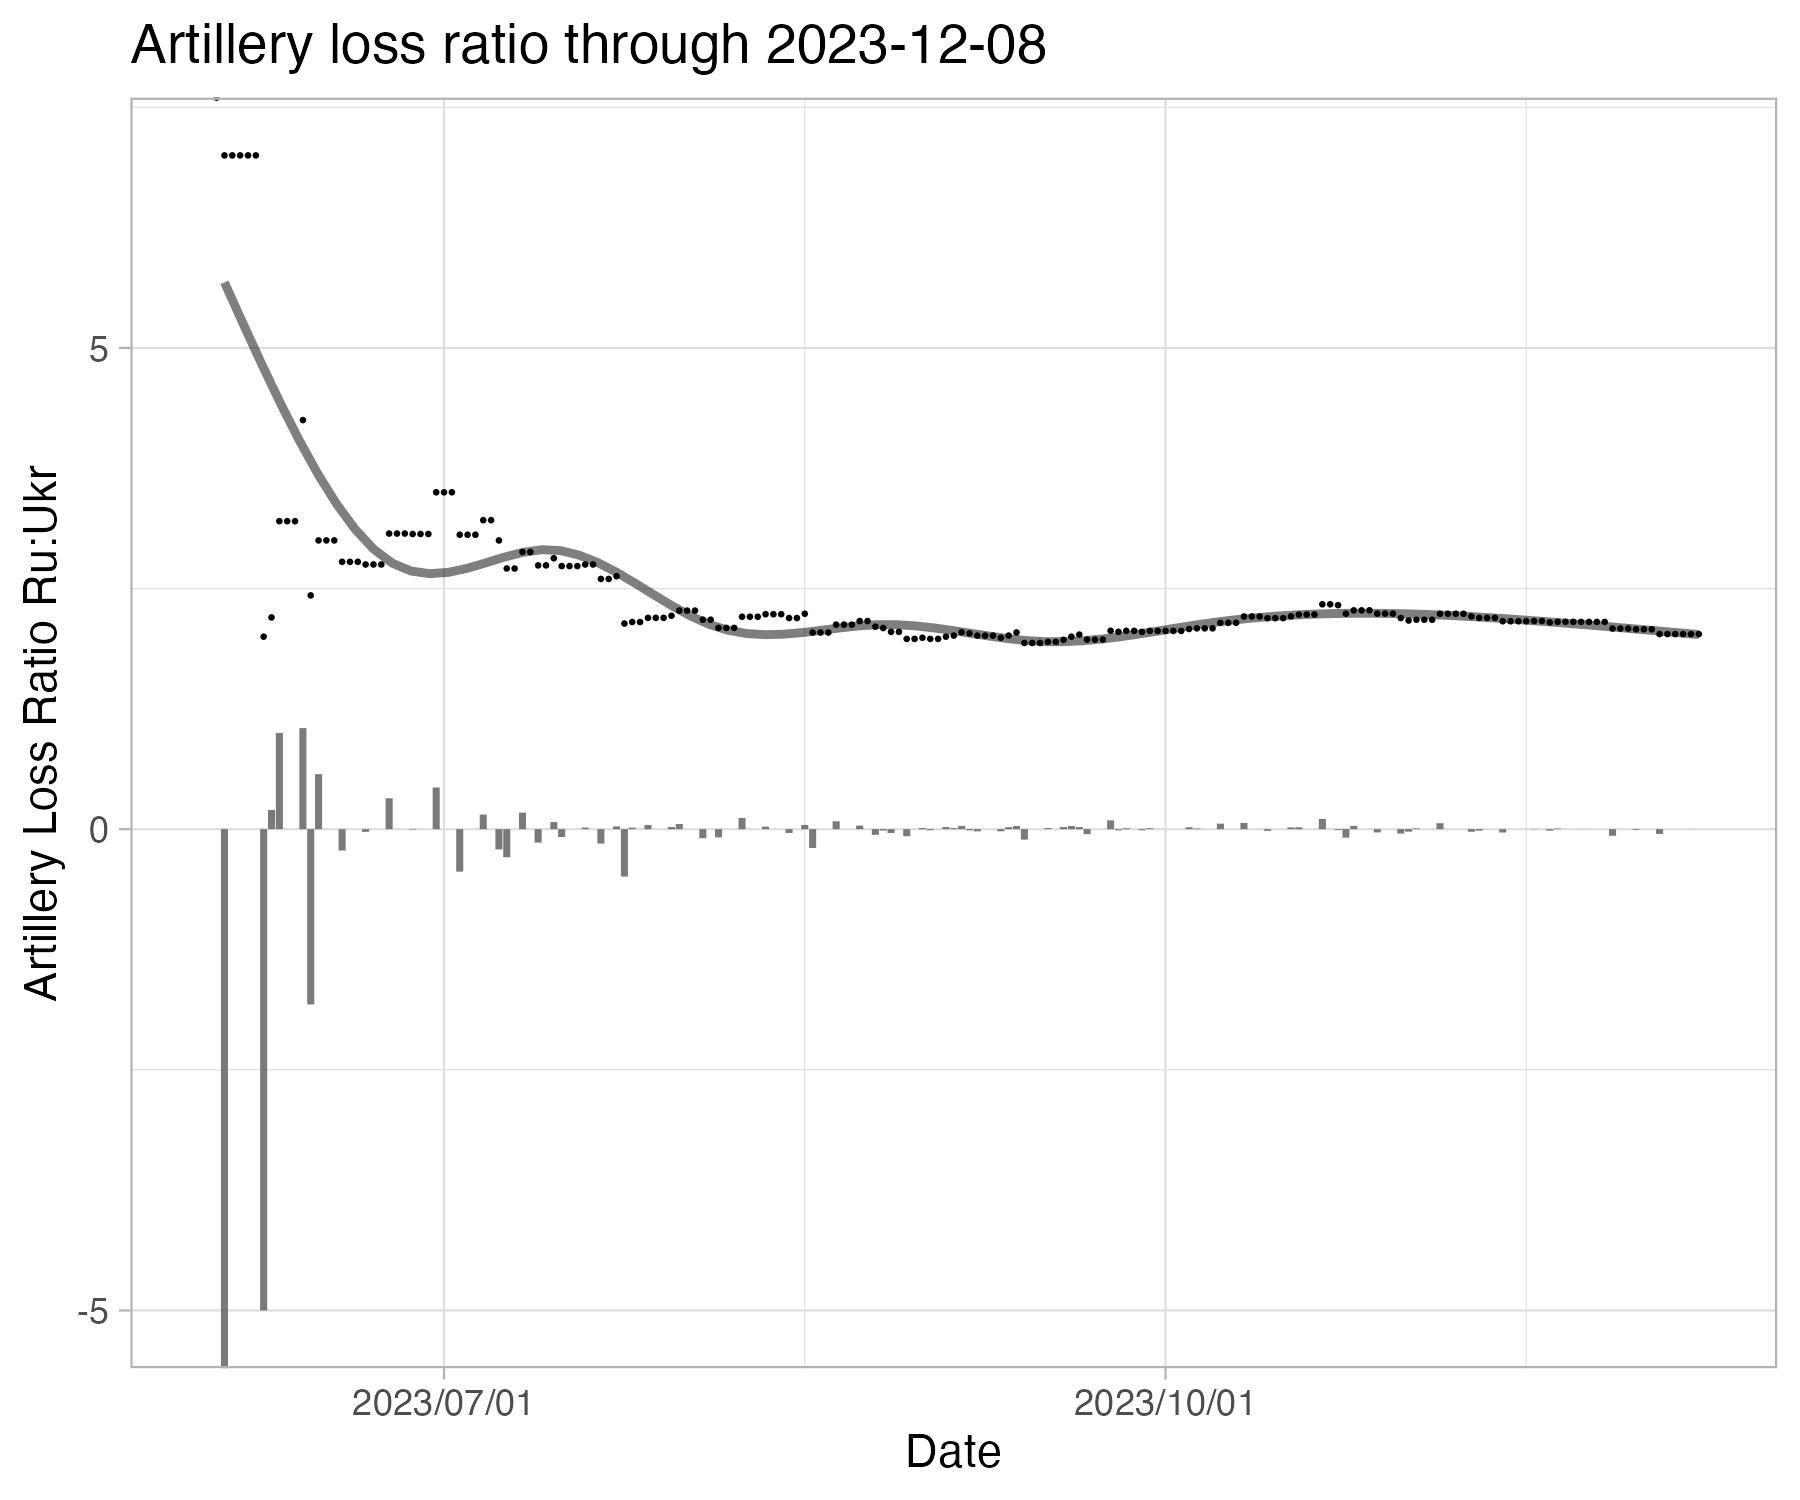 Artillery loss ratio through 2023-12-08
Artillery Loss Ratio Ru:Ukr
5
0
-5
2023/07/01
2023/10/01
Date